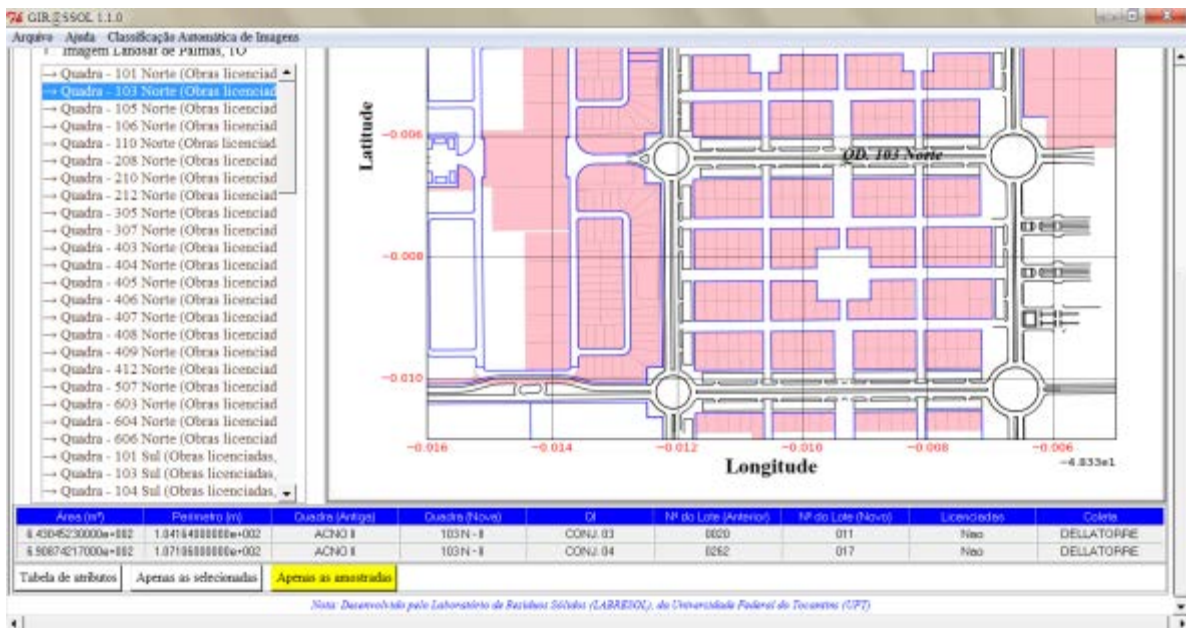 GIR SSOL 1.1.0
Arquivo Ajuda Classificação Automática de Imagens
Imagem Landsat de Palmas, TO
→ Quadra - 101 Norte (Obras licenciad
→ Quadra - 103 Norte (Obras licenciad
→ Quadra - 105 Norte (Obras licenciad
→ Quadra - 106 Norte (Obras licenciad
→ Quadra - 110 Norte (Obras licenciad
→ Quadra - 208 Norte (Obras licenciad
→ Quadra - 210 Norte (Obras licenciad
→ Quadra - 212 Norte (Obras licenciad
→ Quadra - 305 Norte (Obras licenciad
→ Quadra - 307 Norte (Obras licenciad
→ Quadra - 403 Norte (Obras licenciad
→ Quadra - 404 Norte (Obras licenciad
→ Quadra - 405 Norte (Obras licenciad
→ Quadra - 406 Norte (Obras licenciad
→ Quadra - 407 Norte (Obras licenciad
→ Quadra - 408 Norte (Obras licenciad
→ Quadra - 409 Norte (Obras licenciad
→ Quadra - 412 Norte (Obras licenciad
→ Quadra - 507 Norte (Obras licenciad
→ Quadra - 603 Norte (Obras licenciad
→ Quadra - 604 Norte (Obras licenciad
→ Quadra - 606 Norte (Obras licenciad
→ Quadra - 101 Sul (Obras licenciadas,
→ Quadra - 103 Sul (Obras licenciadas,
→ Quadra - 104 Sul (Obras licenciadas,
Latitude
−0.006
−0.008
−0.010
QD. 103 Norte
−0.016 −0.014 −0.012 −0.010 −0.008 −0.006
Longitude
−4.833e1
Área (m²) Perímetro (m) Quadra (Antiga) Quadra (Nova) QI Nº do Lote (Anterior) Nº do Lote (Novo) Licenciadas Coleta
6.43045230000e+002 1.04164000000e+002 ACNO II 103 N - II CONJ. 03 0020 011 Nao DELLATORRE
6.90874217000e+002 1.07106000000e+002 ACNO II 103 N - II CONJ. 04 0262 017 Nao DELLATORRE
Tabela de atributos Apenas as selecionadas Apenas as amostradas
Nota: Desenvolvido pelo Laboratório de Resíduos Sólidos (LABRESOL), da Universidade Federal do Tocantins (UFT)